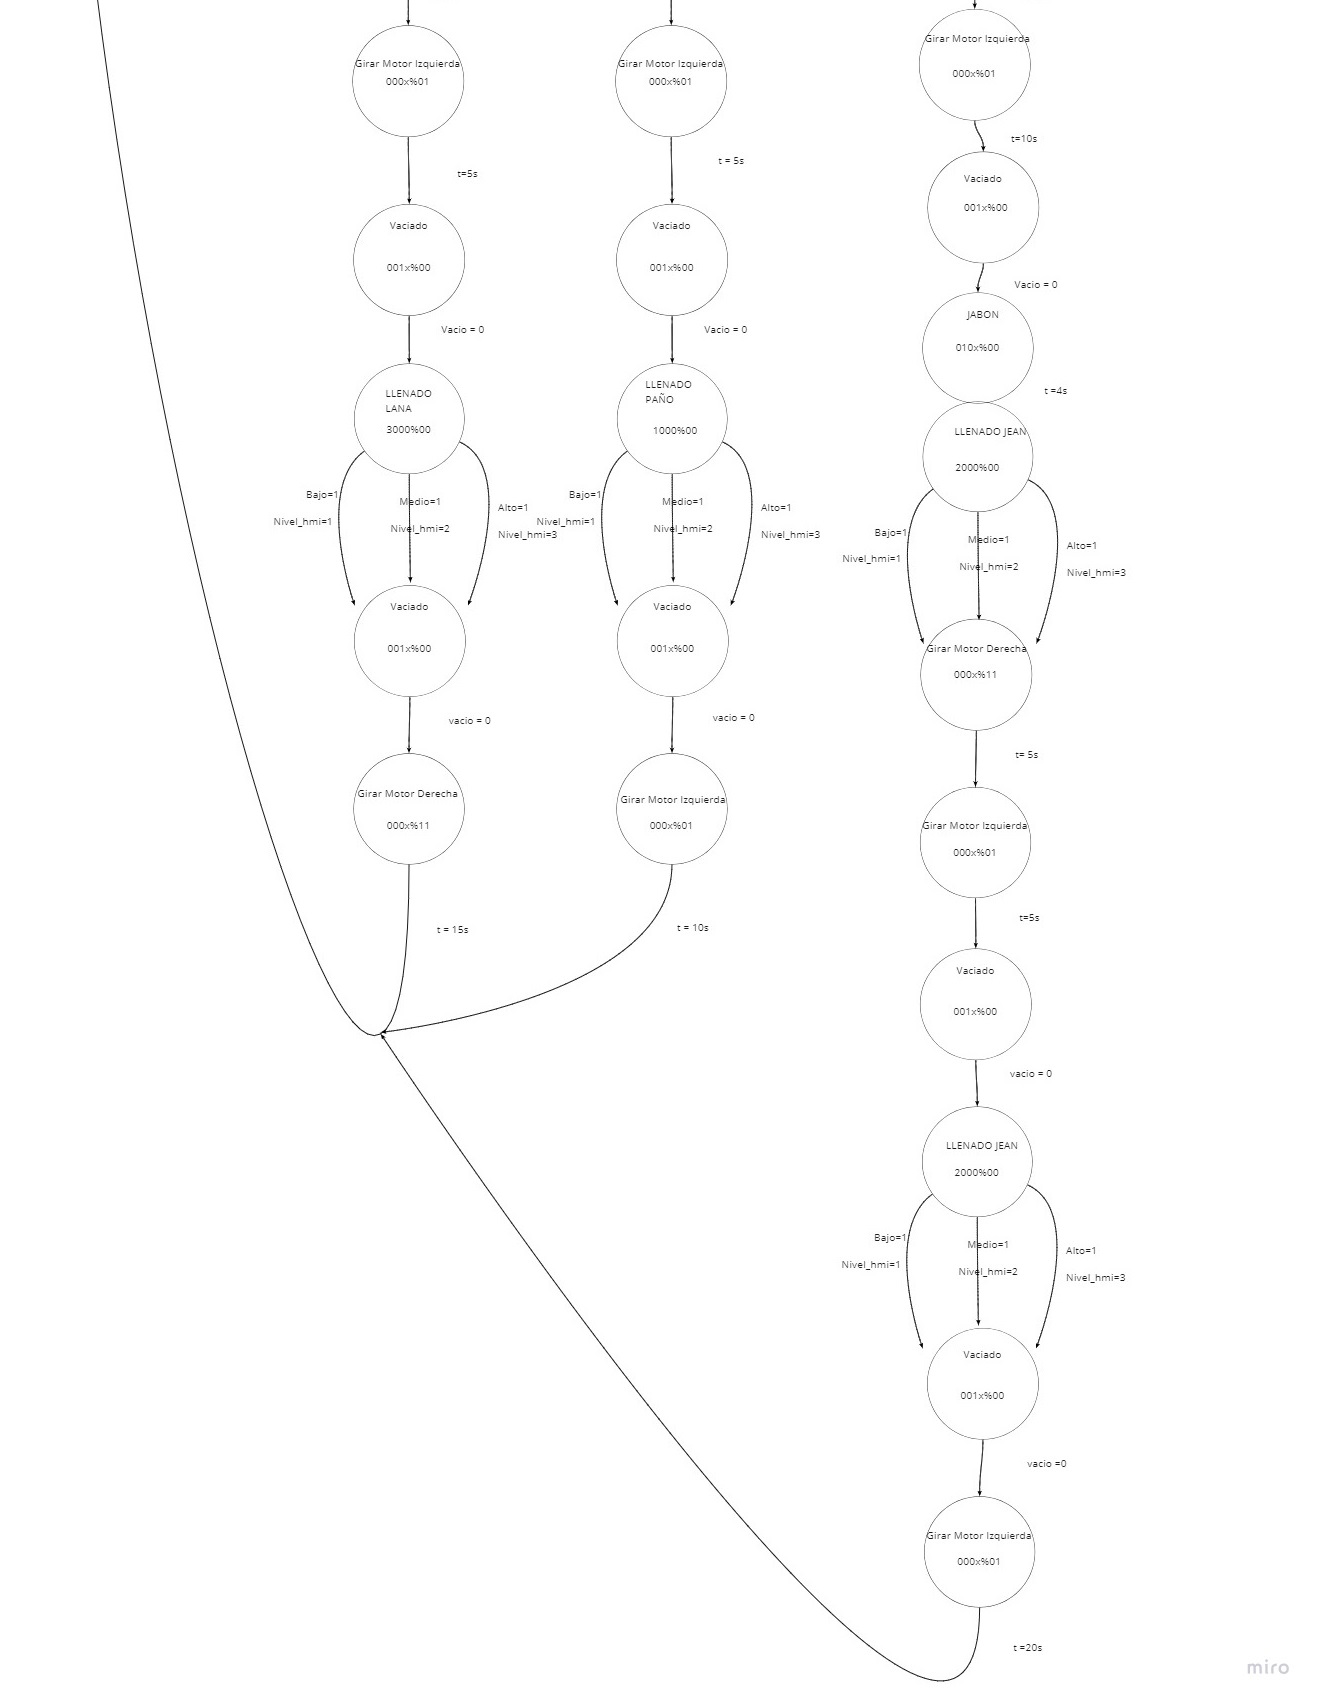 Girar Motor Izquierda
000x%01
t=5s
Vaciado
001x%00
Vacio = 0
LLENADO
LANA
3000%00
Bajo=1
Nivel_hmi=1
Medio=1
Nivel_hmi=2
Alto=1
Nivel_hmi=3
Vaciado
001x%00
vacio = 0
Girar Motor Derecha
000x%11
t = 15s
Girar Motor Izquierda
000x%01
t = 5s
Vaciado
001x%00
Vacio = 0
LLENADO
PAÑO
1000%00
Bajo=1
Nivel_hmi=1
Medio=1
Nivel_hmi=2
Alto=1
Nivel_hmi=3
Vaciado
001x%00
vacio = 0
Girar Motor Izquierda
000x%01
t = 10s
Girar Motor Izquierda
000x%01
t=10s
Vaciado
001x%00
Vacio = 0
JABON
010x%00
t =4s
LLENADO JEAN
2000%00
Bajo=1
Nivel_hmi=1
Medio=1
Nivel_hmi=2
Alto=1
Nivel_hmi=3
Girar Motor Derecha
000x%11
t= 5s
Girar Motor Izquierda
000x%01
t=5s
Vaciado
001x%00
vacio = 0
LLENADO JEAN
2000%00
Bajo=1
Nivel_hmi=1
Medio=1
Nivel_hmi=2
Alto=1
Nivel_hmi=3
Vaciado
001x%00
vacio =0
Girar Motor Izquierda
000x%01
t =20s
miro